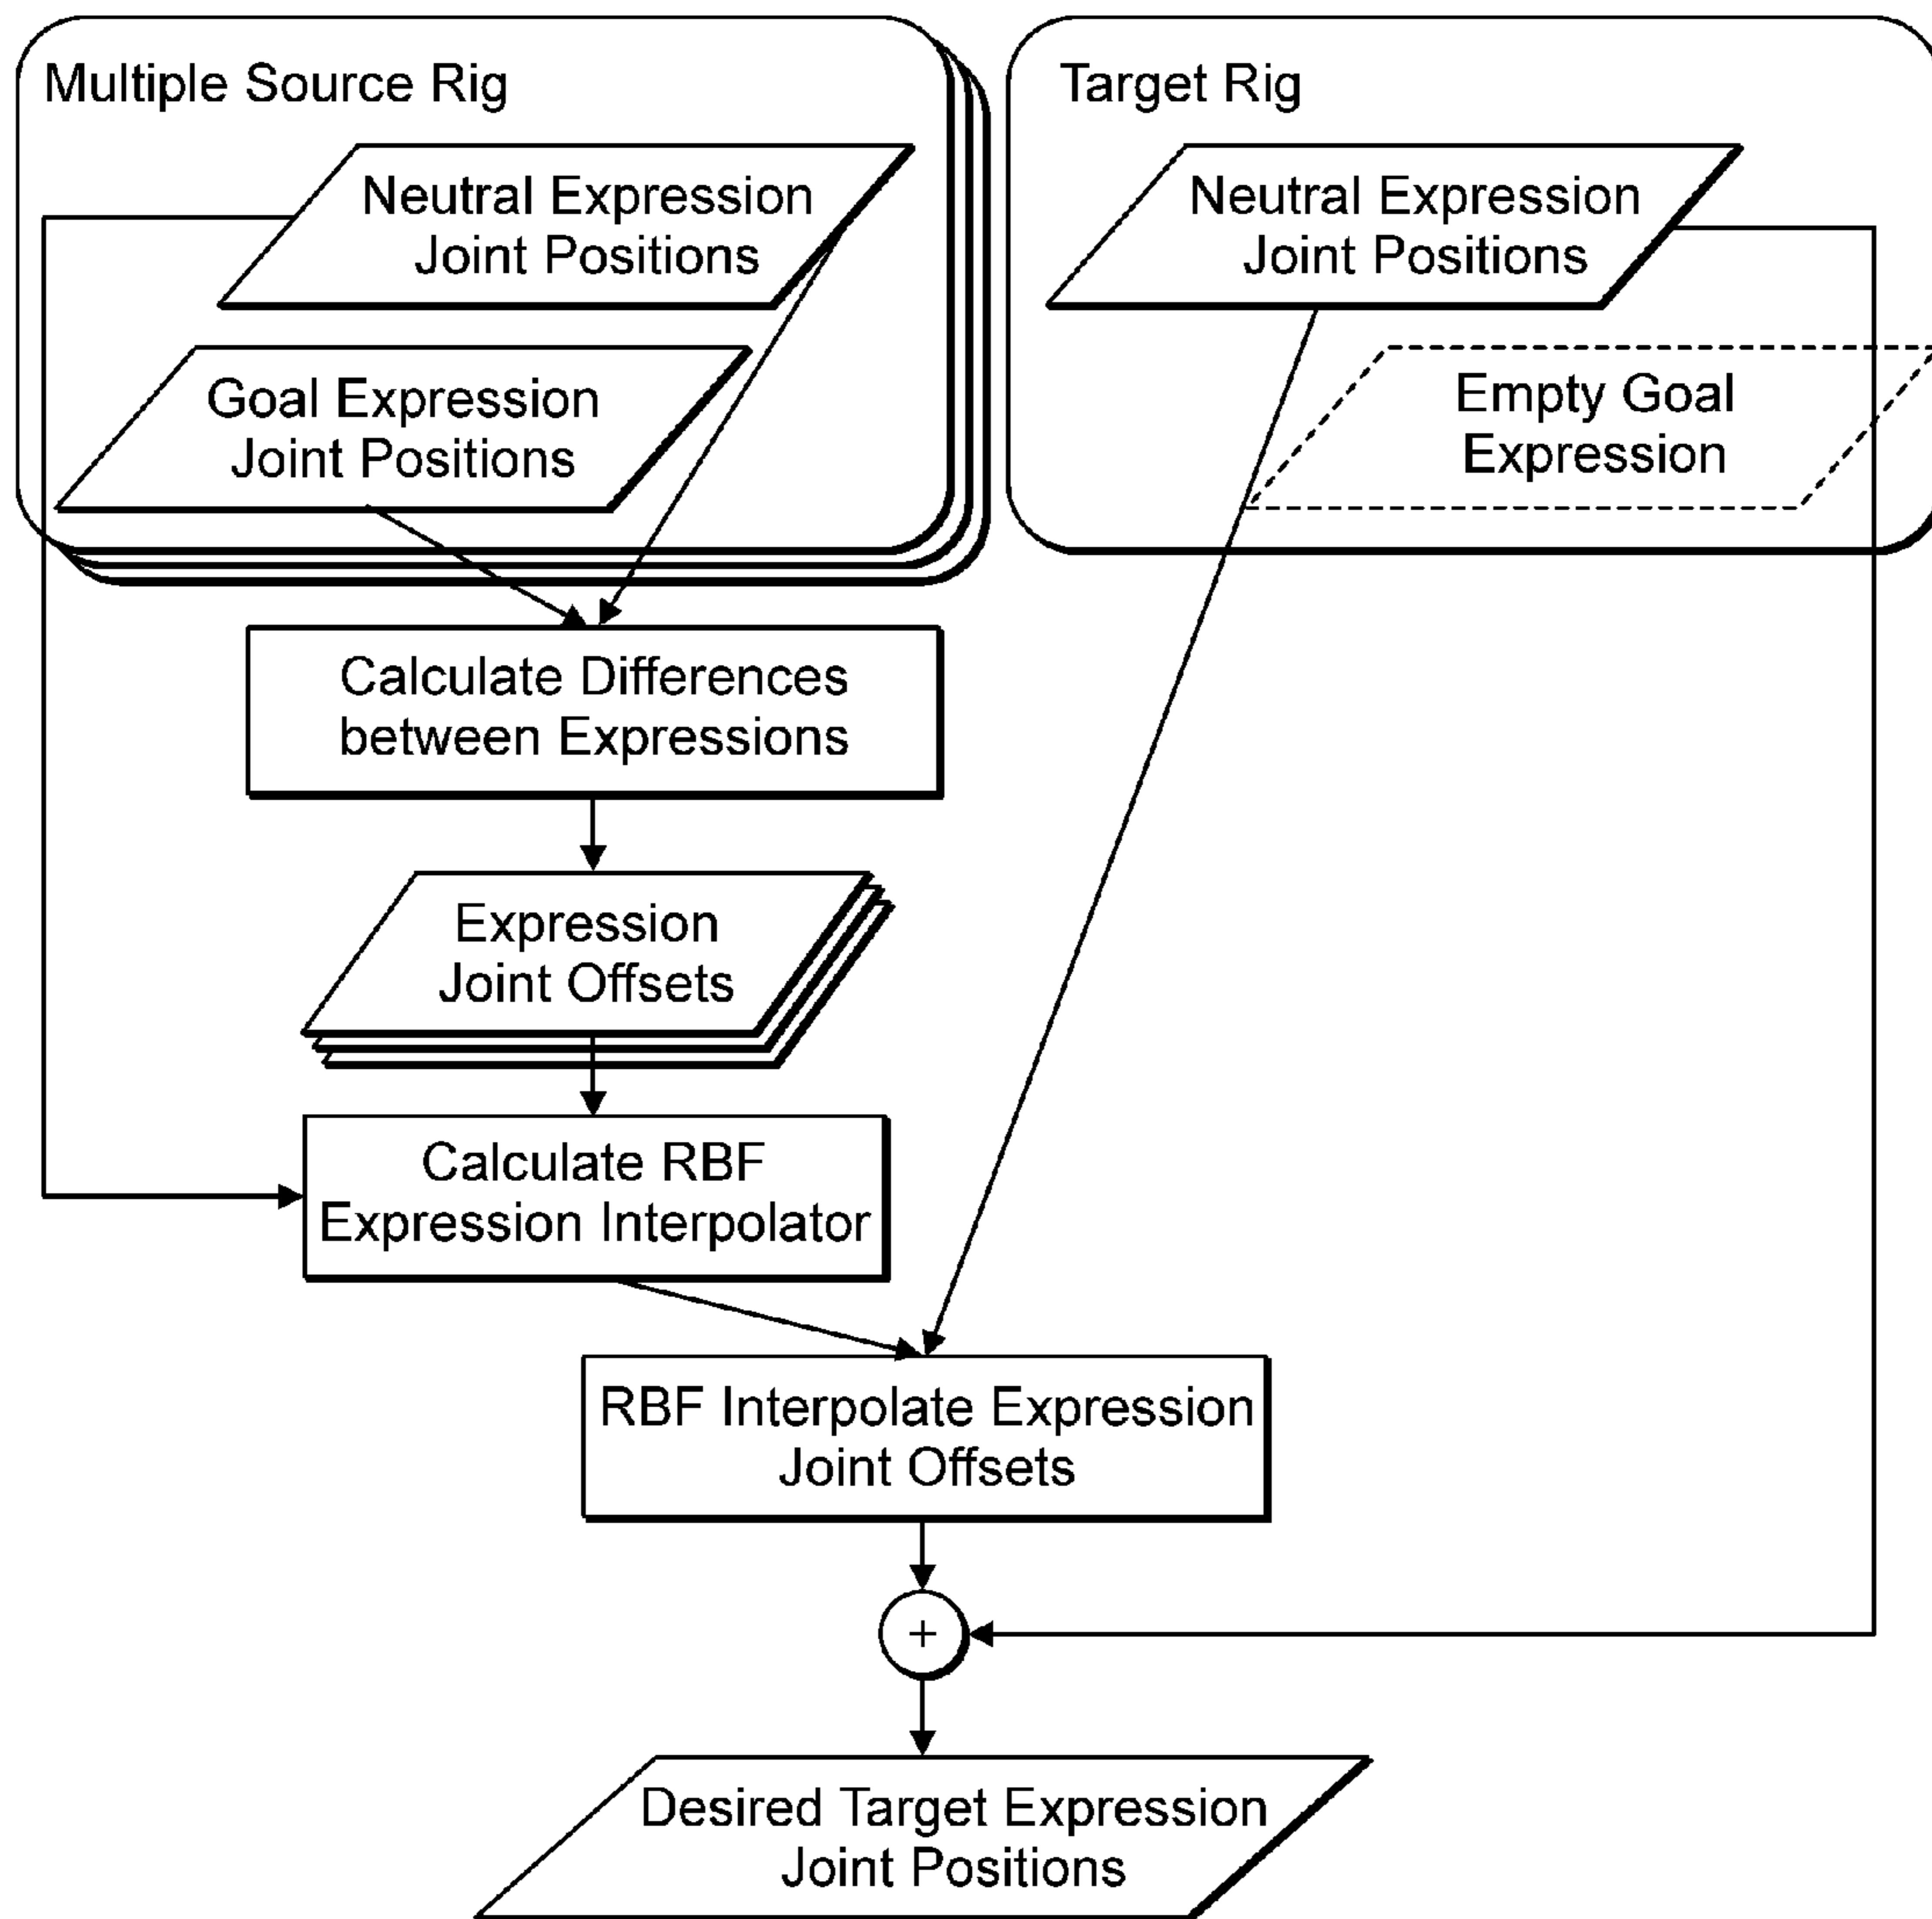 Multiple Source Rig
Neutral Expression
Joint Positions
Goal Expression
Joint Positions
Target Rig
Neutral Expression
Joint Positions
Empty Goal
Expression
Calculate Differences
between Expressions
Expression
Joint Offsets
Calculate RBF
Expression Interpolator
RBF Interpolate Expression
Joint Offsets
+
Desired Target Expression
Joint Positions